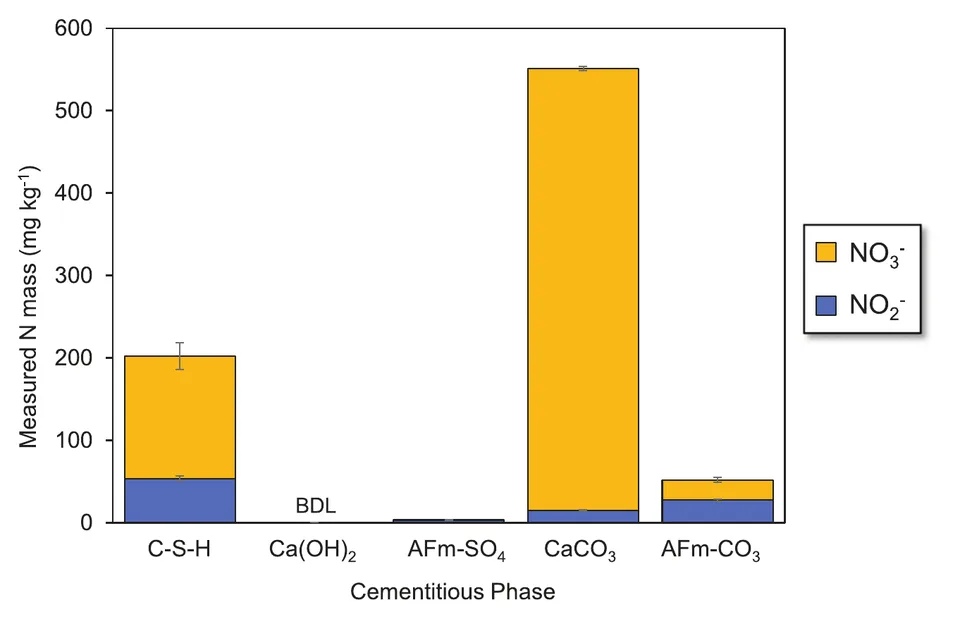 600
500
400
300
200
100
0
Measured N mass (mg kg⁻¹)
BDL
C-S-H
Ca(OH)₂
AFm-SO₄
CaCO₃
AFm-CO₃
Cementitious Phase
NO₃⁻
NO₂⁻